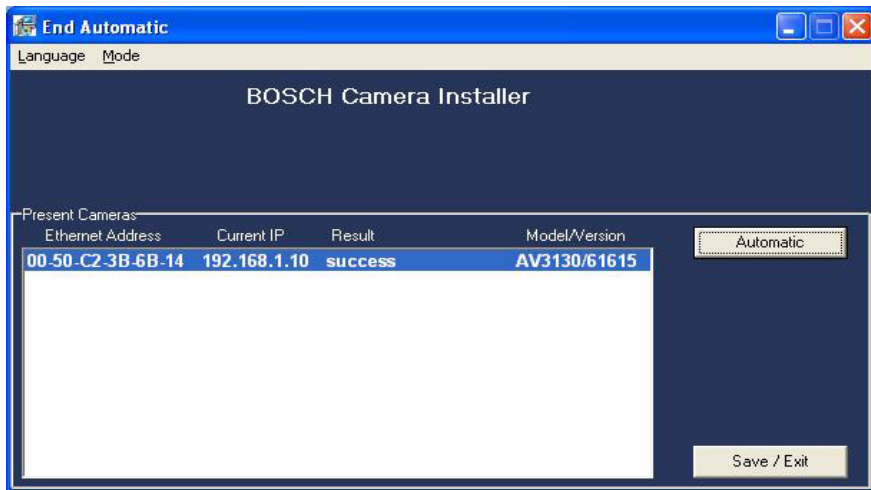 End Automatic
Language Mode
BOSCH Camera Installer
Present Cameras
Ethernet Address Current IP Result Model/Version
Automatic
00-50-C2-3B-6B-14 192.168.1.10 success AV3130/61615
Save / Exit